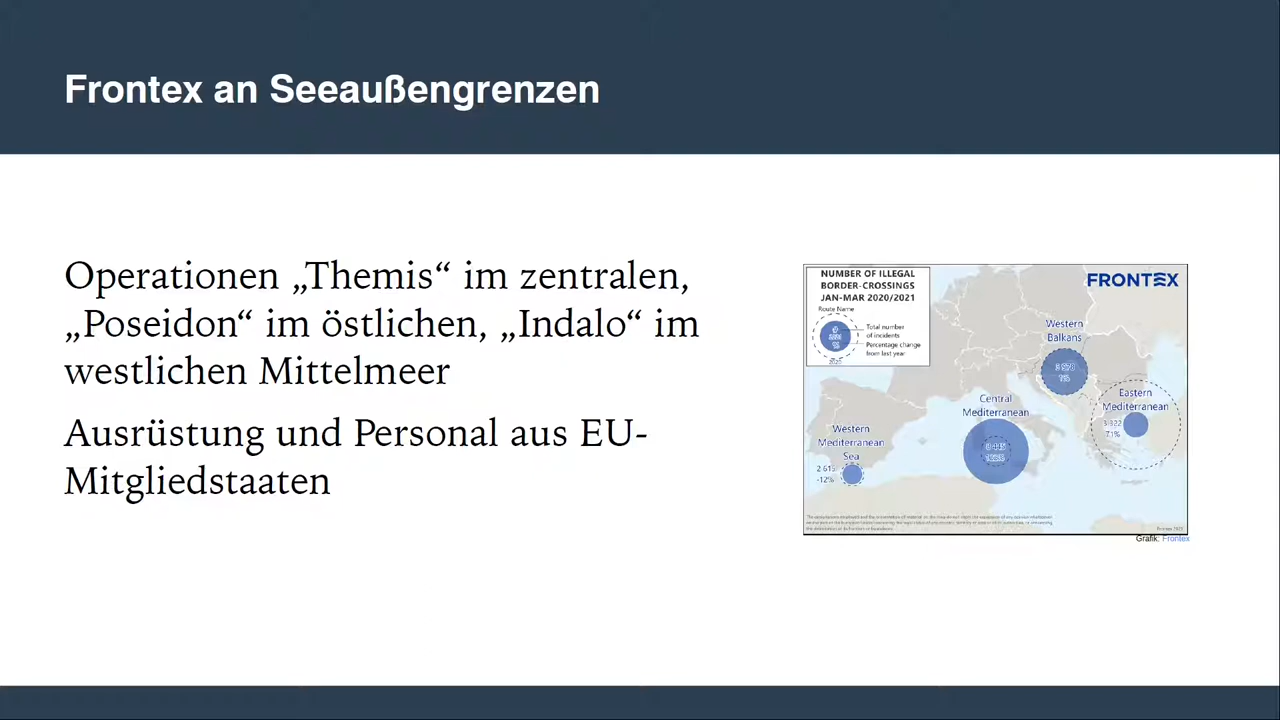 Frontex an Seeaußengrenzen
Operationen „Themis“ im zentralen,
„Poseidon“ im östlichen, „Indalo“ im
westlichen Mittelmeer
Ausrüstung und Personal aus EU-
Mitgliedstaaten
NUMBER OF ILLEGAL
BORDER-CROSSINGS
JAN-MAR 2020/2021
Route Name
Total number
of incidents
Percentage change
from last year
FRONTEX
Western
Balkans
Eastern
Mediterranean
Central
Mediterranean
Western
Mediterranean
Sea
-12%
Grafik: Frontex